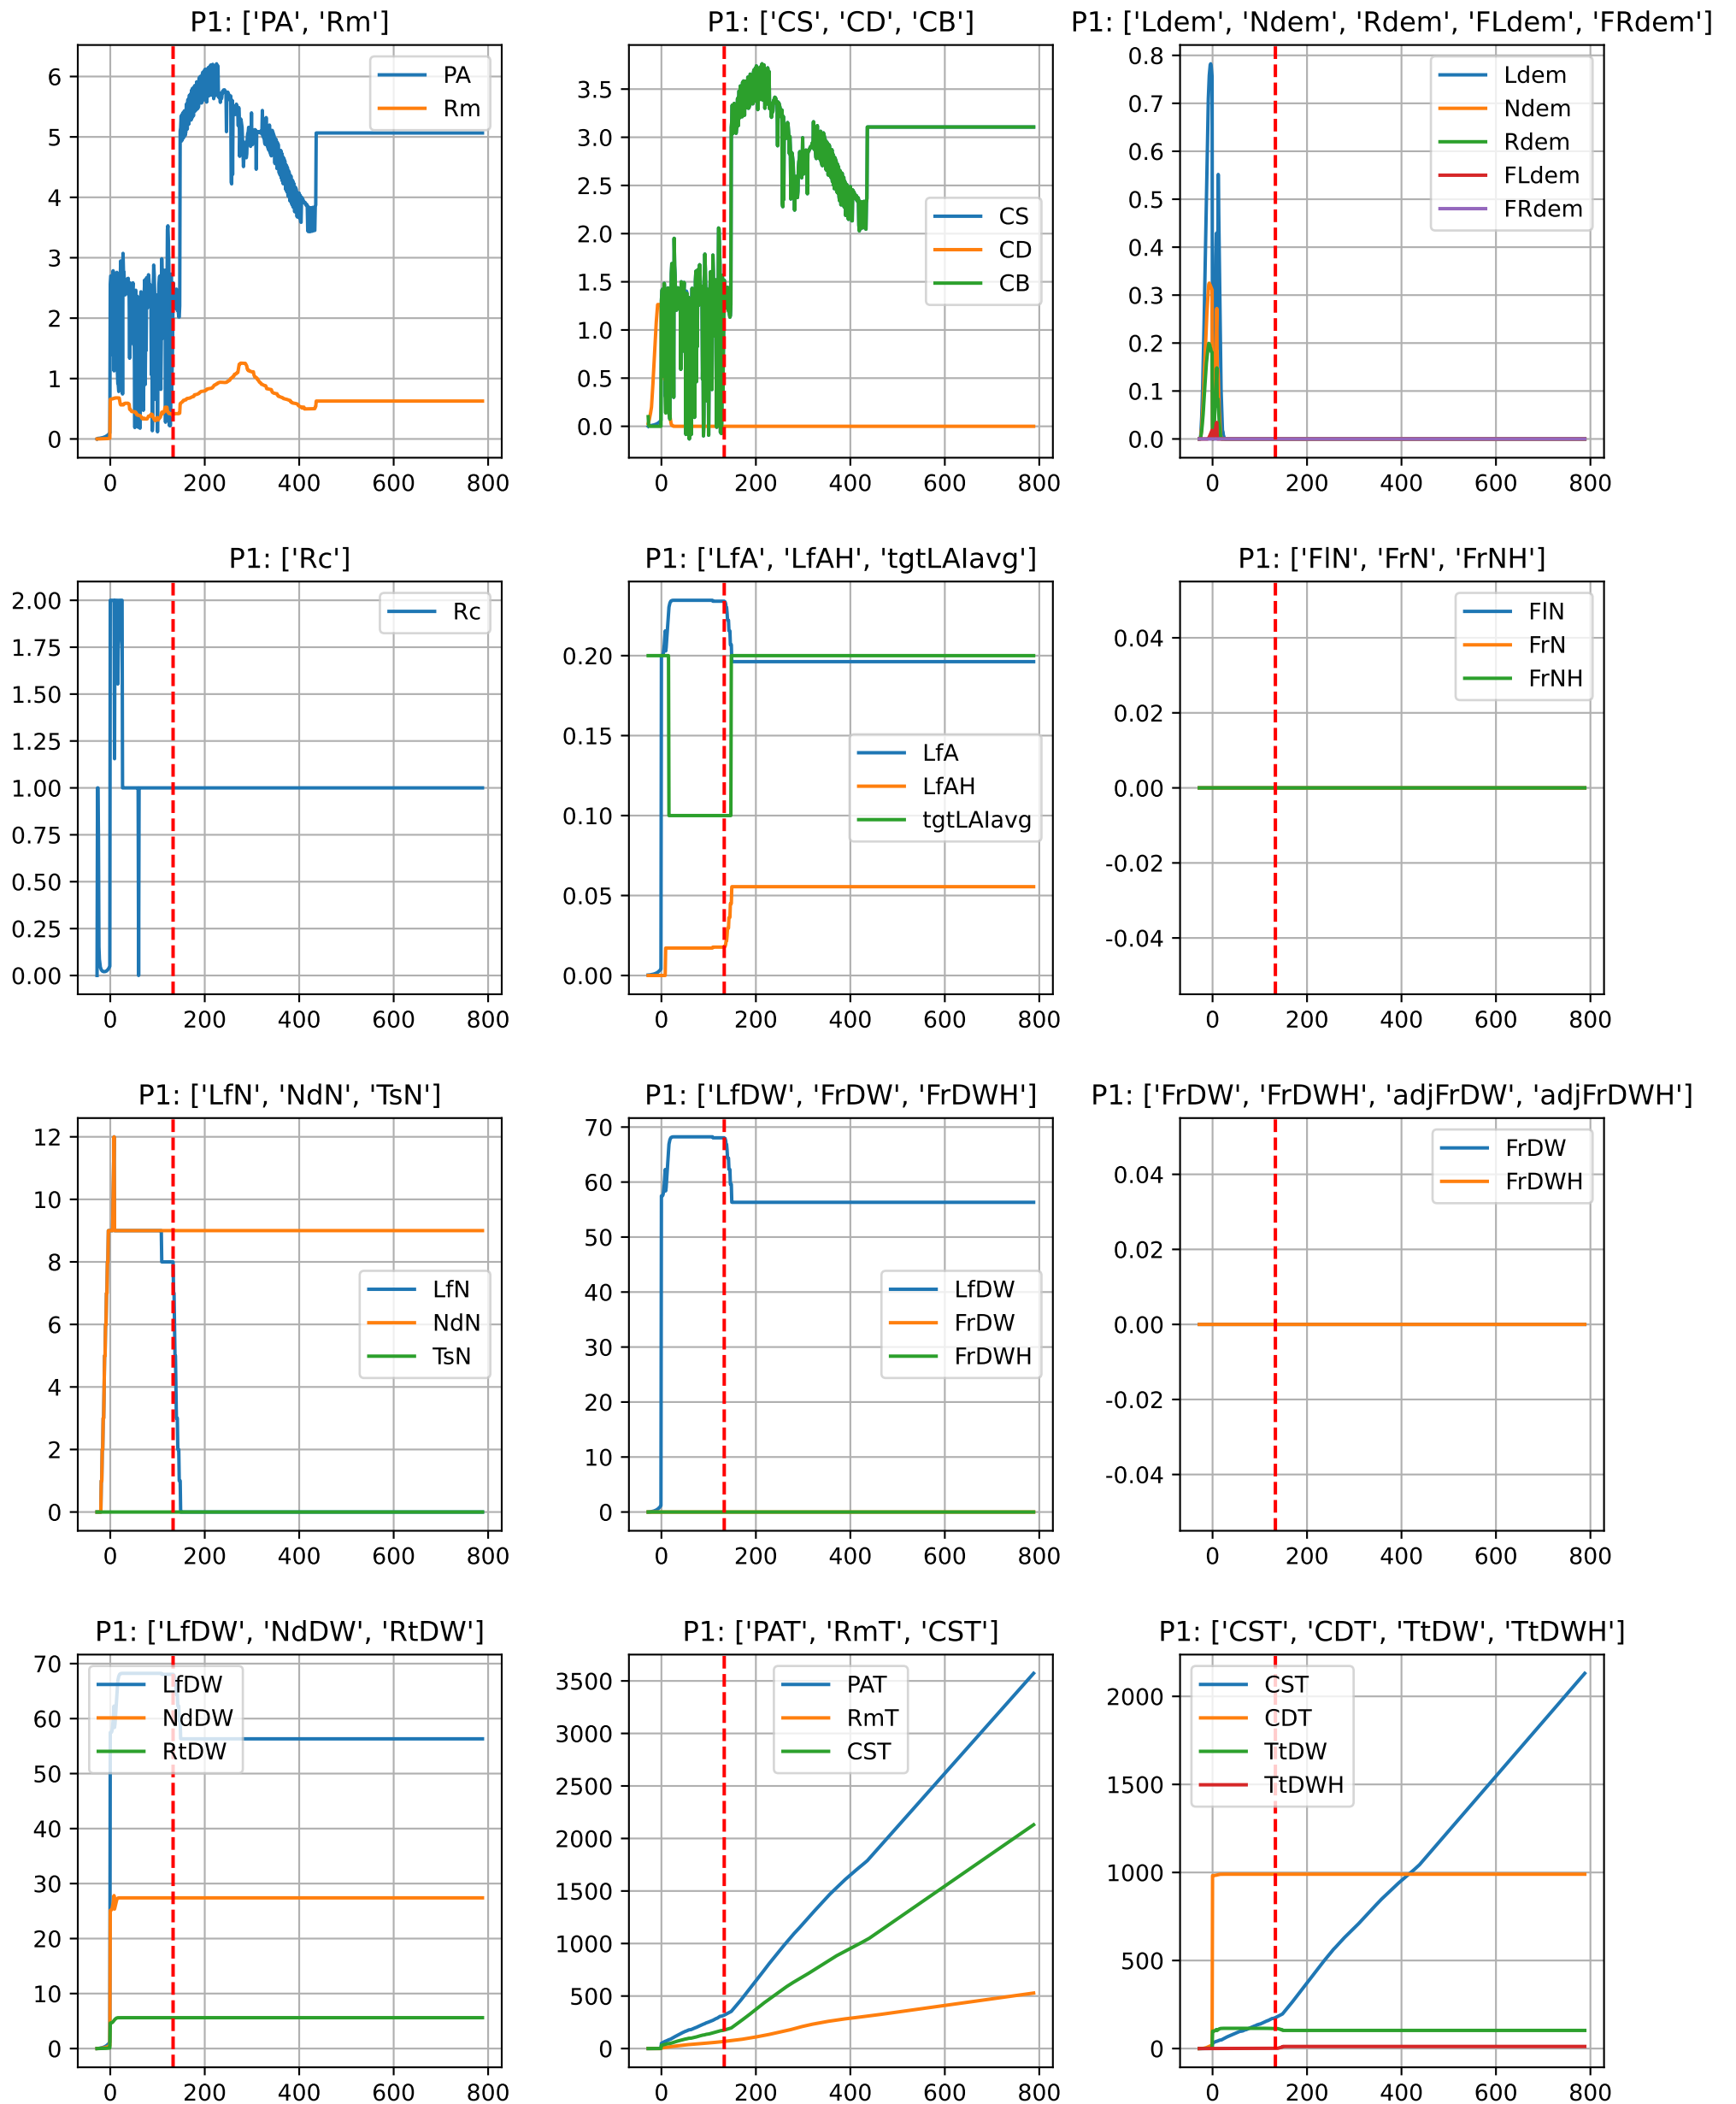 P1: ['PA', 'Rm']
6
5
4
3
2
1
0
PA
Rm
0 200 400 600 800
P1: ['CS', 'CD', 'CB']
3.5
3.0
2.5
2.0
1.5
1.0
0.5
0.0
CS
CD
CB
0 200 400 600 800
P1: ['Ldem', 'Ndem', 'Rdem', 'FLdem', 'FRdem']
0.8
0.7
0.6
0.5
0.4
0.3
0.2
0.1
0.0
Ldem
Ndem
Rdem
FLdem
FRdem
0 200 400 600 800
P1: ['Rc']
2.00
1.75
1.50
1.25
1.00
0.75
0.50
0.25
0.00
Rc
0 200 400 600 800
P1: ['LfA', 'LfAH', 'tgtLAIavg']
0.20
0.15
0.10
0.05
0.00
LfA
LfAH
tgtLAIavg
0 200 400 600 800
P1: ['FlN', 'FrN', 'FrNH']
0.04
0.02
0.00
-0.02
-0.04
FlN
FrN
FrNH
0 200 400 600 800
P1: ['LfN', 'NdN', 'TsN']
12
10
8
6
4
2
0
LfN
NdN
TsN
0 200 400 600 800
P1: ['LfDW', 'FrDW', 'FrDWH']
70
60
50
40
30
20
10
0
LfDW
FrDW
FrDWH
0 200 400 600 800
P1: ['FrDW', 'FrDWH', 'adjFrDW', 'adjFrDWH']
0.04
0.02
0.00
-0.02
-0.04
FrDW
FrDWH
0 200 400 600 800
P1: ['LfDW', 'NdDW', 'RtDW']
70
60
50
40
30
20
10
0
LfDW
NdDW
RtDW
0 200 400 600 800
P1: ['PAT', 'RmT', 'CST']
3500
3000
2500
2000
1500
1000
500
0
PAT
RmT
CST
0 200 400 600 800
P1: ['CST', 'CDT', 'TtDW', 'TtDWH']
2000
1500
1000
500
0
CST
CDT
TtDW
TtDWH
0 200 400 600 800